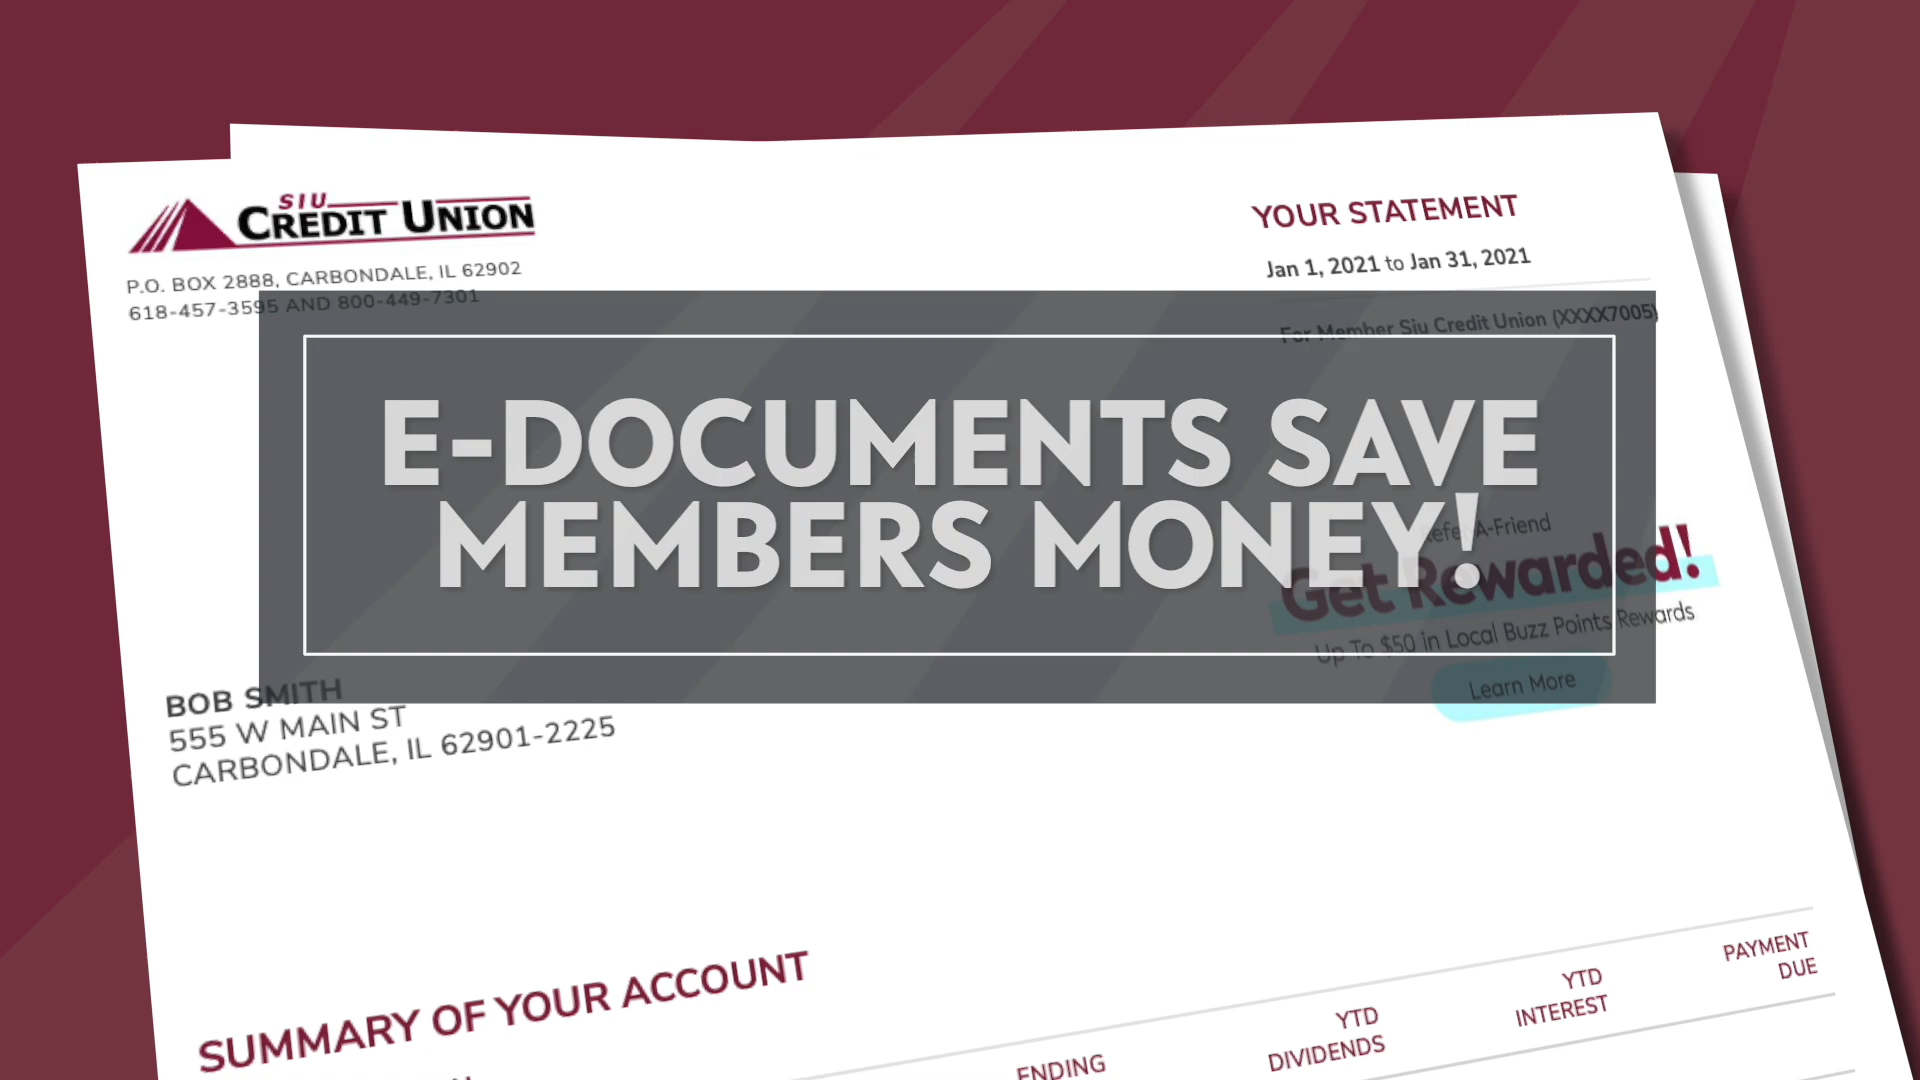 SIU
CREDIT UNION
P.O. BOX 2888, CARBONDALE, IL 62902
618-457-3595 AND 800-449-7301
YOUR STATEMENT
Jan 1, 2021 to Jan 31, 2021
For Member Siu Credit Union (XXXX7005)
E-DOCUMENTS SAVE
MEMBERS MONEY!
Refer-A-Friend
Get Rewarded!
Up To $50 in Local Buzz Points Rewards
Learn More
BOB SMITH
555 W MAIN ST
CARBONDALE, IL 62901-2225
SUMMARY OF YOUR ACCOUNT
ENDING
YTD
DIVIDENDS
YTD
INTEREST
PAYMENT
DUE